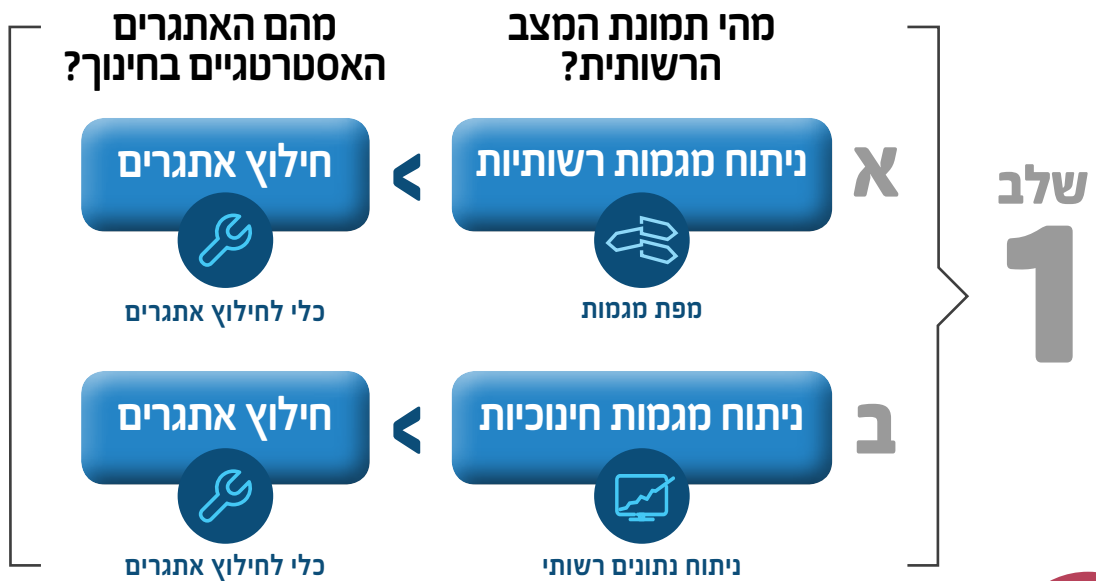 שלב
1
מהי תמונת המצב
הרשותית?
מהם האתגרים
האסטרטגיים בחינוך?
א
ניתוח מגמות רשותיות
>
חילוץ אתגרים
מפת מגמות
כלי לחילוץ אתגרים
ב
ניתוח מגמות חינוכיות
>
חילוץ אתגרים
ניתוח נתונים רשותי
כלי לחילוץ אתגרים